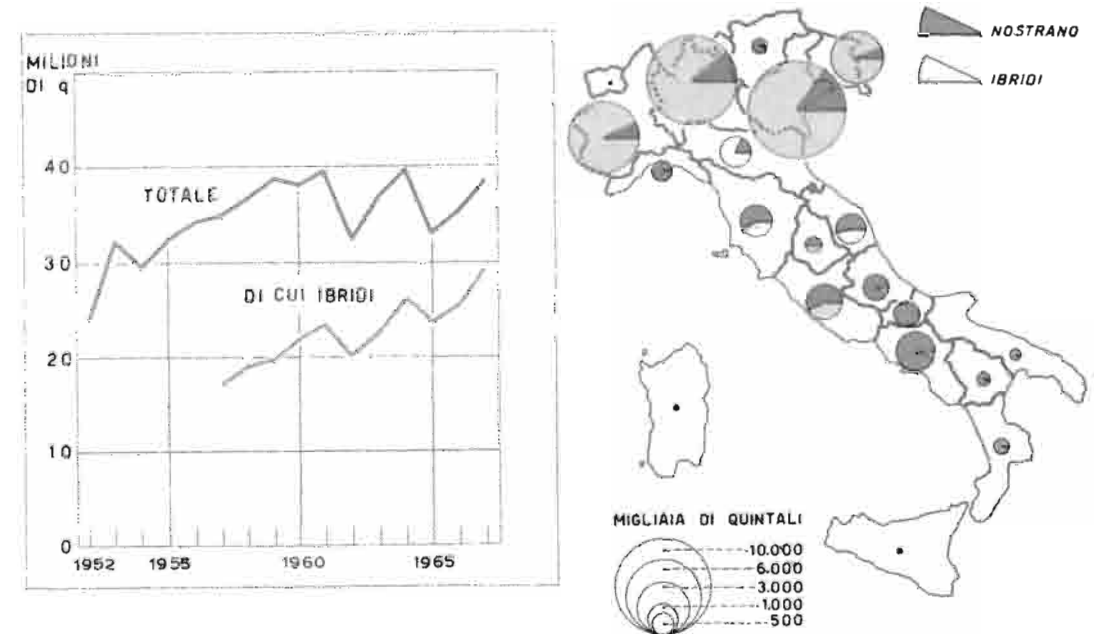 MILIONI
DI q
40
30
20
10
0
TOTALE
DI CUI IBRIDI
1952
1955
1960
1965
NOSTRANO
IBRIDI
MIGLIAIA DI QUINTALI
10.000
6.000
3.000
1.000
500